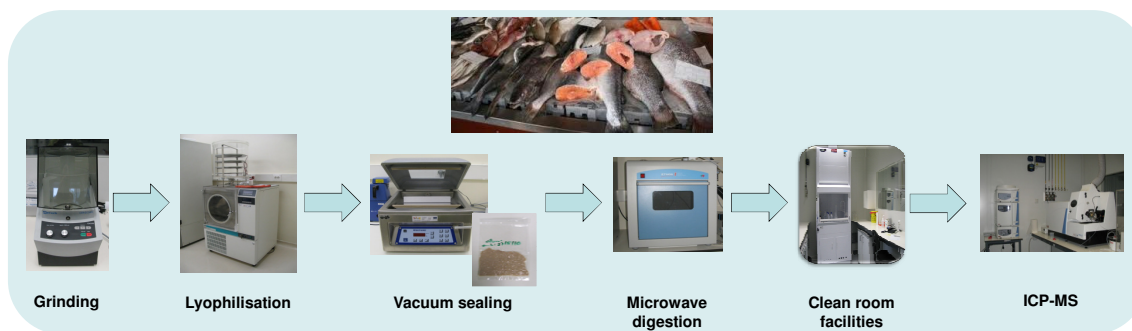 Grinding
Lyophilisation
Vacuum sealing
Microwave
digestion
Clean room
facilities
ICP-MS